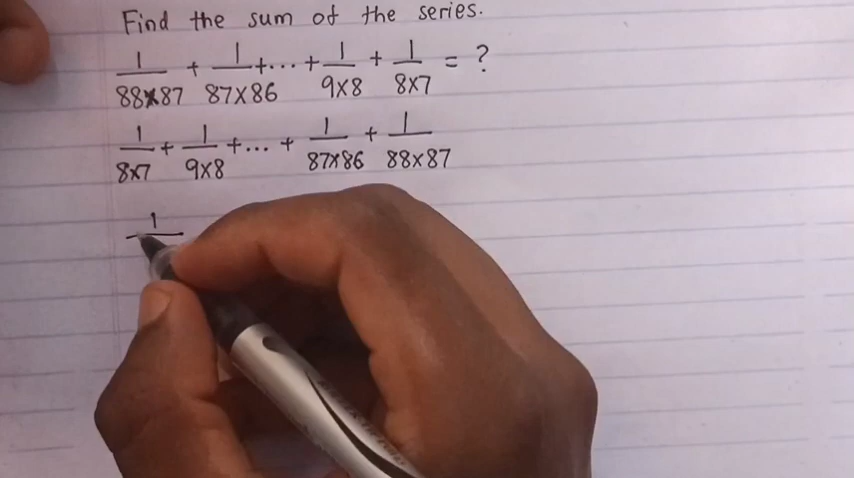 Find the sum of the series.
1/88×87 + 1/87×86 +...+ 1/9×8 + 1/8×7 = ?
1/8×7 + 1/9×8 +...+ 1/87×86 + 1/88×87
1